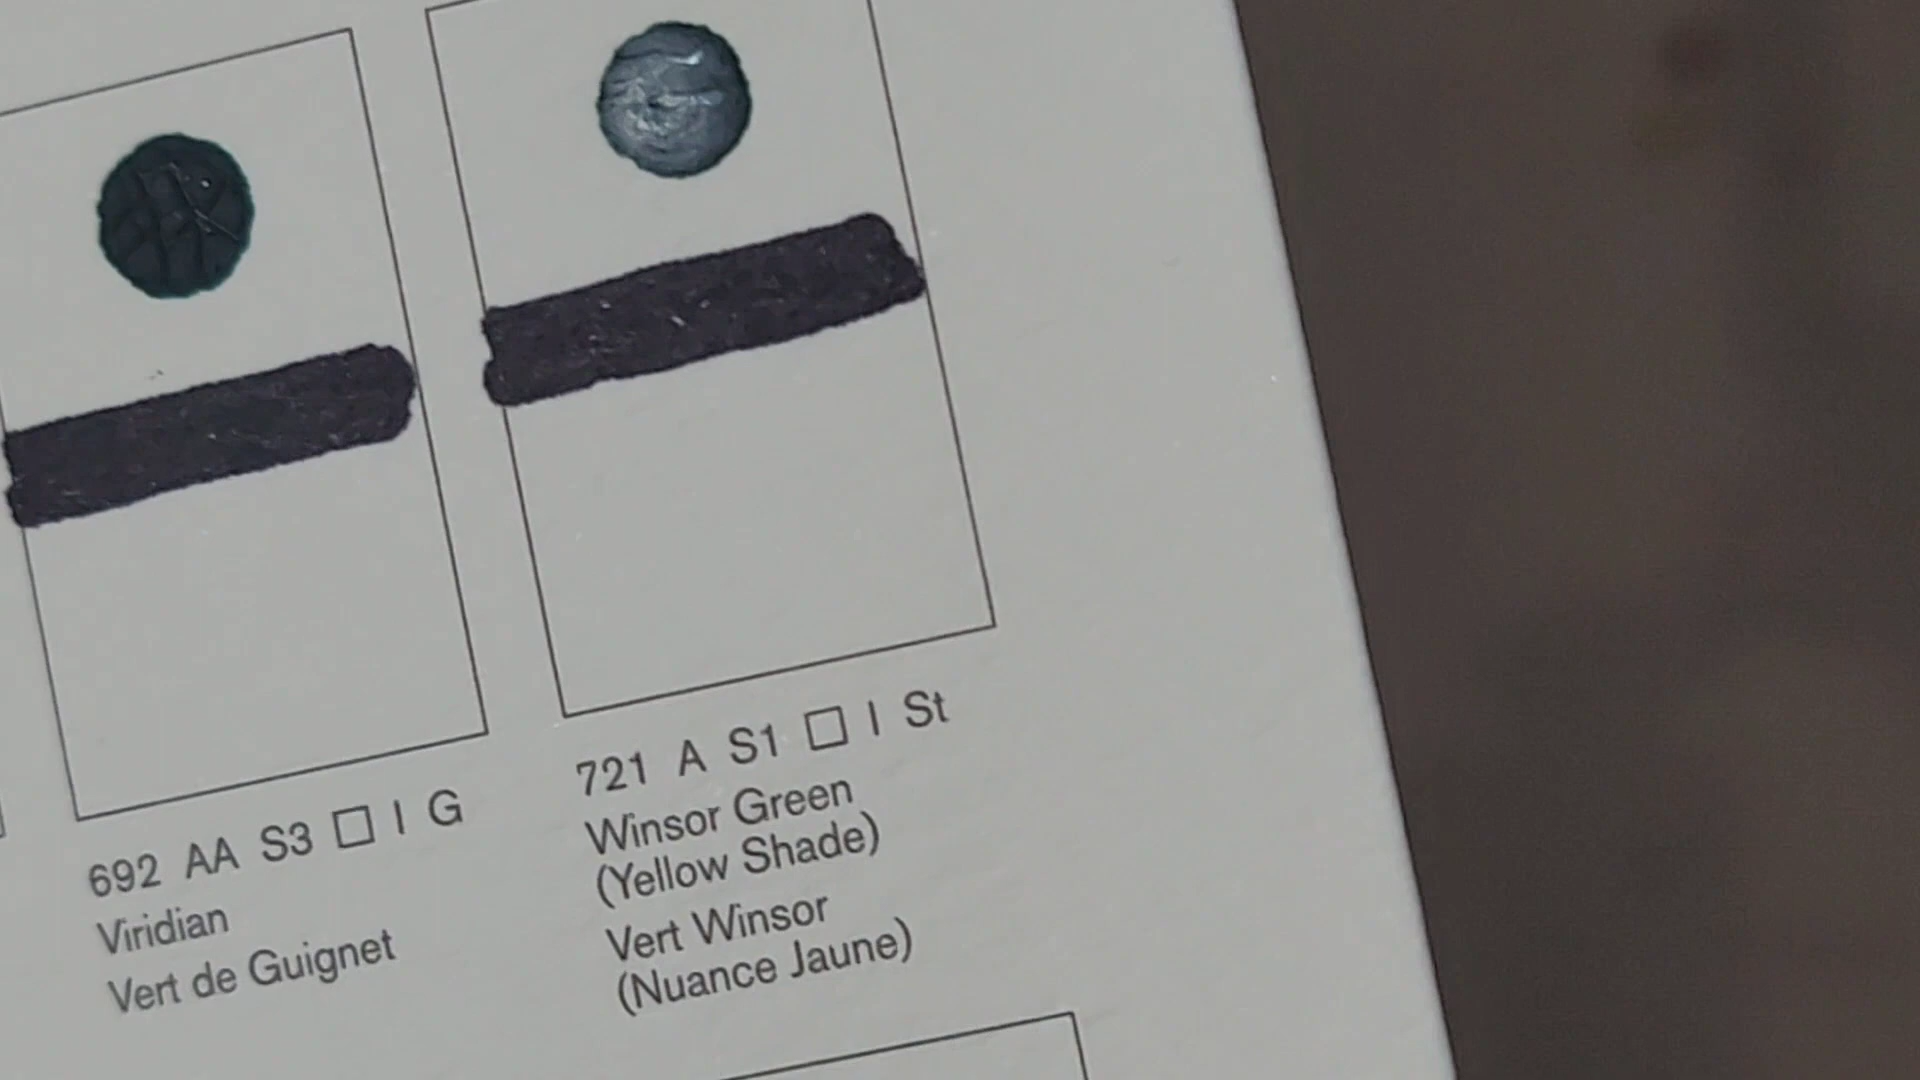 692 AA S3 □ I G
Viridian
Vert de Guignet
721 A S1 □ I St
Winsor Green
(Yellow Shade)
Vert Winsor
(Nuance Jaune)